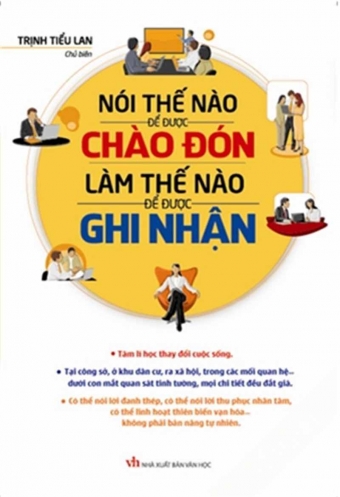 TRỊNH TIỂU LAN
Chủ biên
NÓI THẾ NÀO
ĐỂ ĐƯỢC
CHÀO ĐÓN
LÀM THẾ NÀO
ĐỂ ĐƯỢC
GHI NHẬN
• Tâm lí học thay đổi cuộc sống.
• Tại công sở, ở khu dân cư, ra xã hội, trong các mối quan hệ...
dưới con mắt quan sát tinh tường, mọi chi tiết đều đắt giá.
• Có thể nói lời đanh thép, có thể nói lời thu phục nhân tâm,
có thể linh hoạt thiên biến vạn hóa...
không phải bản năng tự nhiên.
vh NHÀ XUẤT BẢN VĂN HỌC